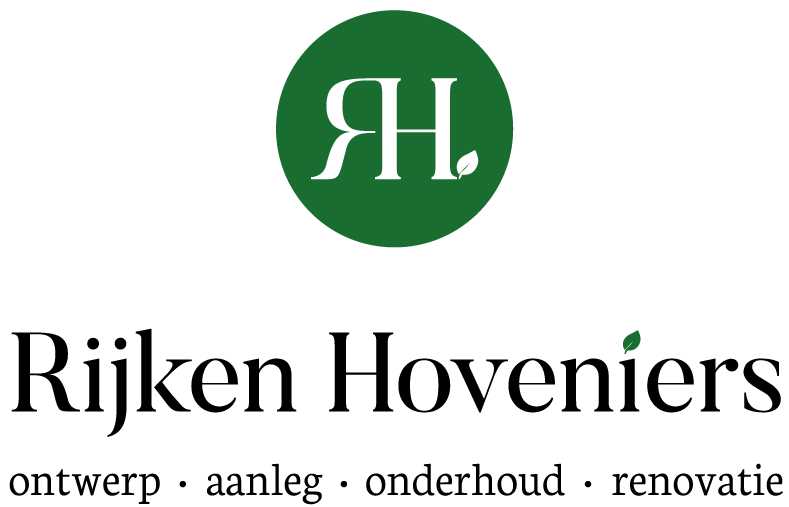 RH
Rijken Hoveniers
ontwerp · aanleg · onderhoud · renovatie